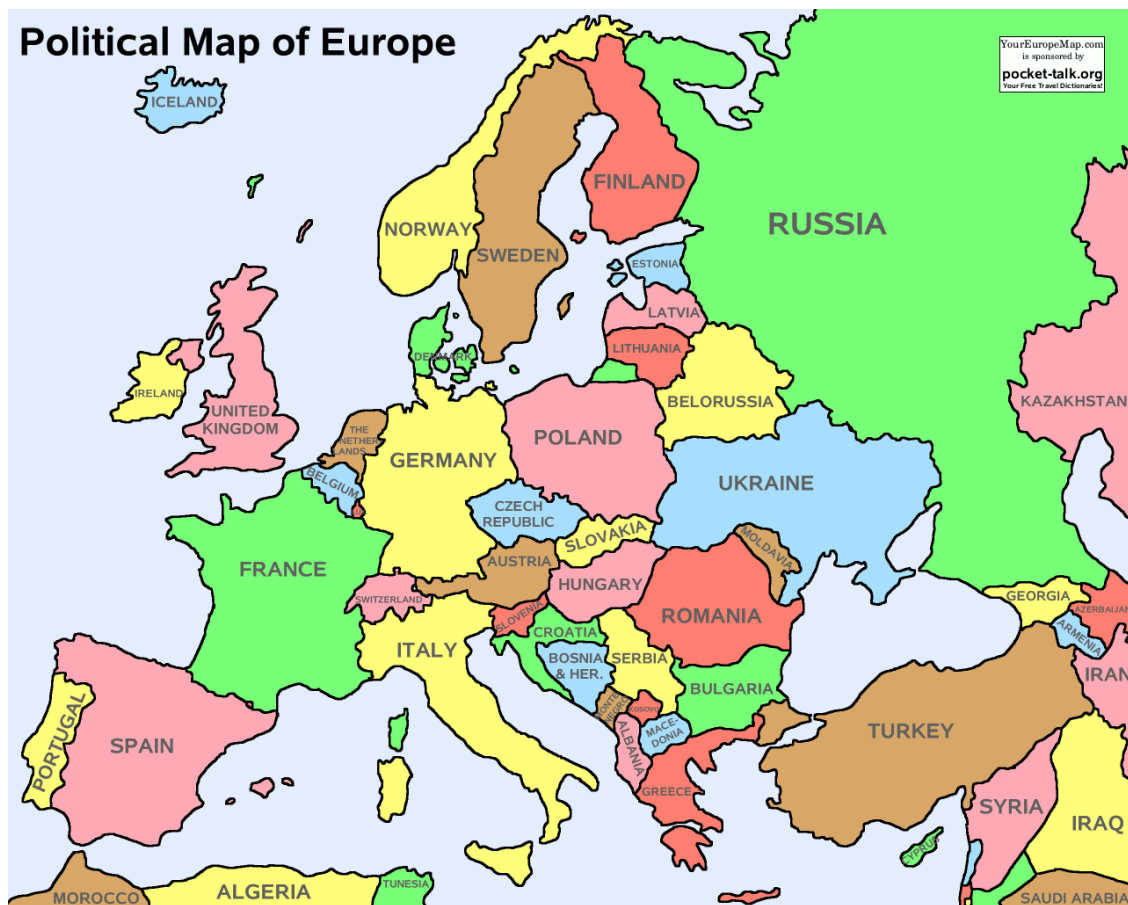 Political Map of Europe
YourEuropeMap.com
is sponsored by
pocket-talk.org
Your Free Travel Dictionaries!
ICELAND
FINLAND
NORWAY
SWEDEN
RUSSIA
ESTONIA
LATVIA
LITHUANIA
DENMARK
IRELAND
UNITED
KINGDOM
THE
NETHER
LANDS
BELORUSSIA
KAZAKHSTAN
POLAND
GERMANY
BELGIUM
UKRAINE
CZECH
REPUBLIC
SLOVAKIA
MOLDAVIA
FRANCE
AUSTRIA
HUNGARY
SWITZERLAND
ROMANIA
SLOVENIA
GEORGIA
AZERBAIJAN
ARMENIA
CROATIA
ITALY
BOSNIA
& HER.
SERBIA
BULGARIA
IRAN
MONTE
NEGRO
KOSOVO
PORTUGAL
SPAIN
ALBANIA
MACE-
DONIA
TURKEY
GREECE
SYRIA
IRAQ
CYPRUS
MOROCCO
ALGERIA
TUNESIA
SAUDI ARABIA